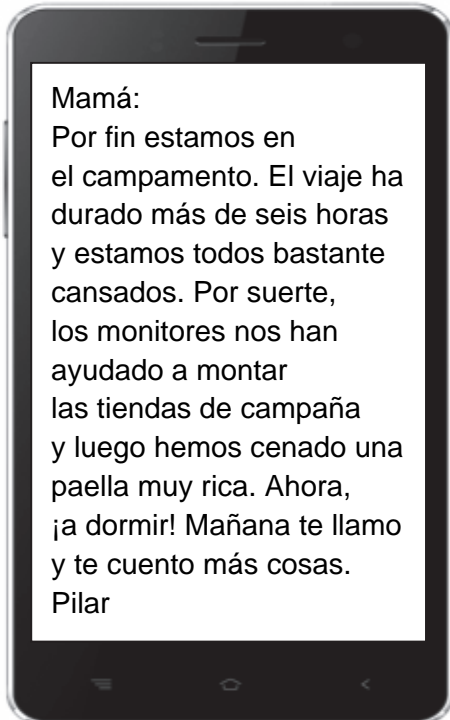 Mamá:
Por fin estamos en
el campamento. El viaje ha
durado más de seis horas
y estamos todos bastante
cansados. Por suerte,
los monitores nos han
ayudado a montar
las tiendas de campaña
y luego hemos cenado una
paella muy rica. Ahora,
¡a dormir! Mañana te llamo
y te cuento más cosas.
Pilar